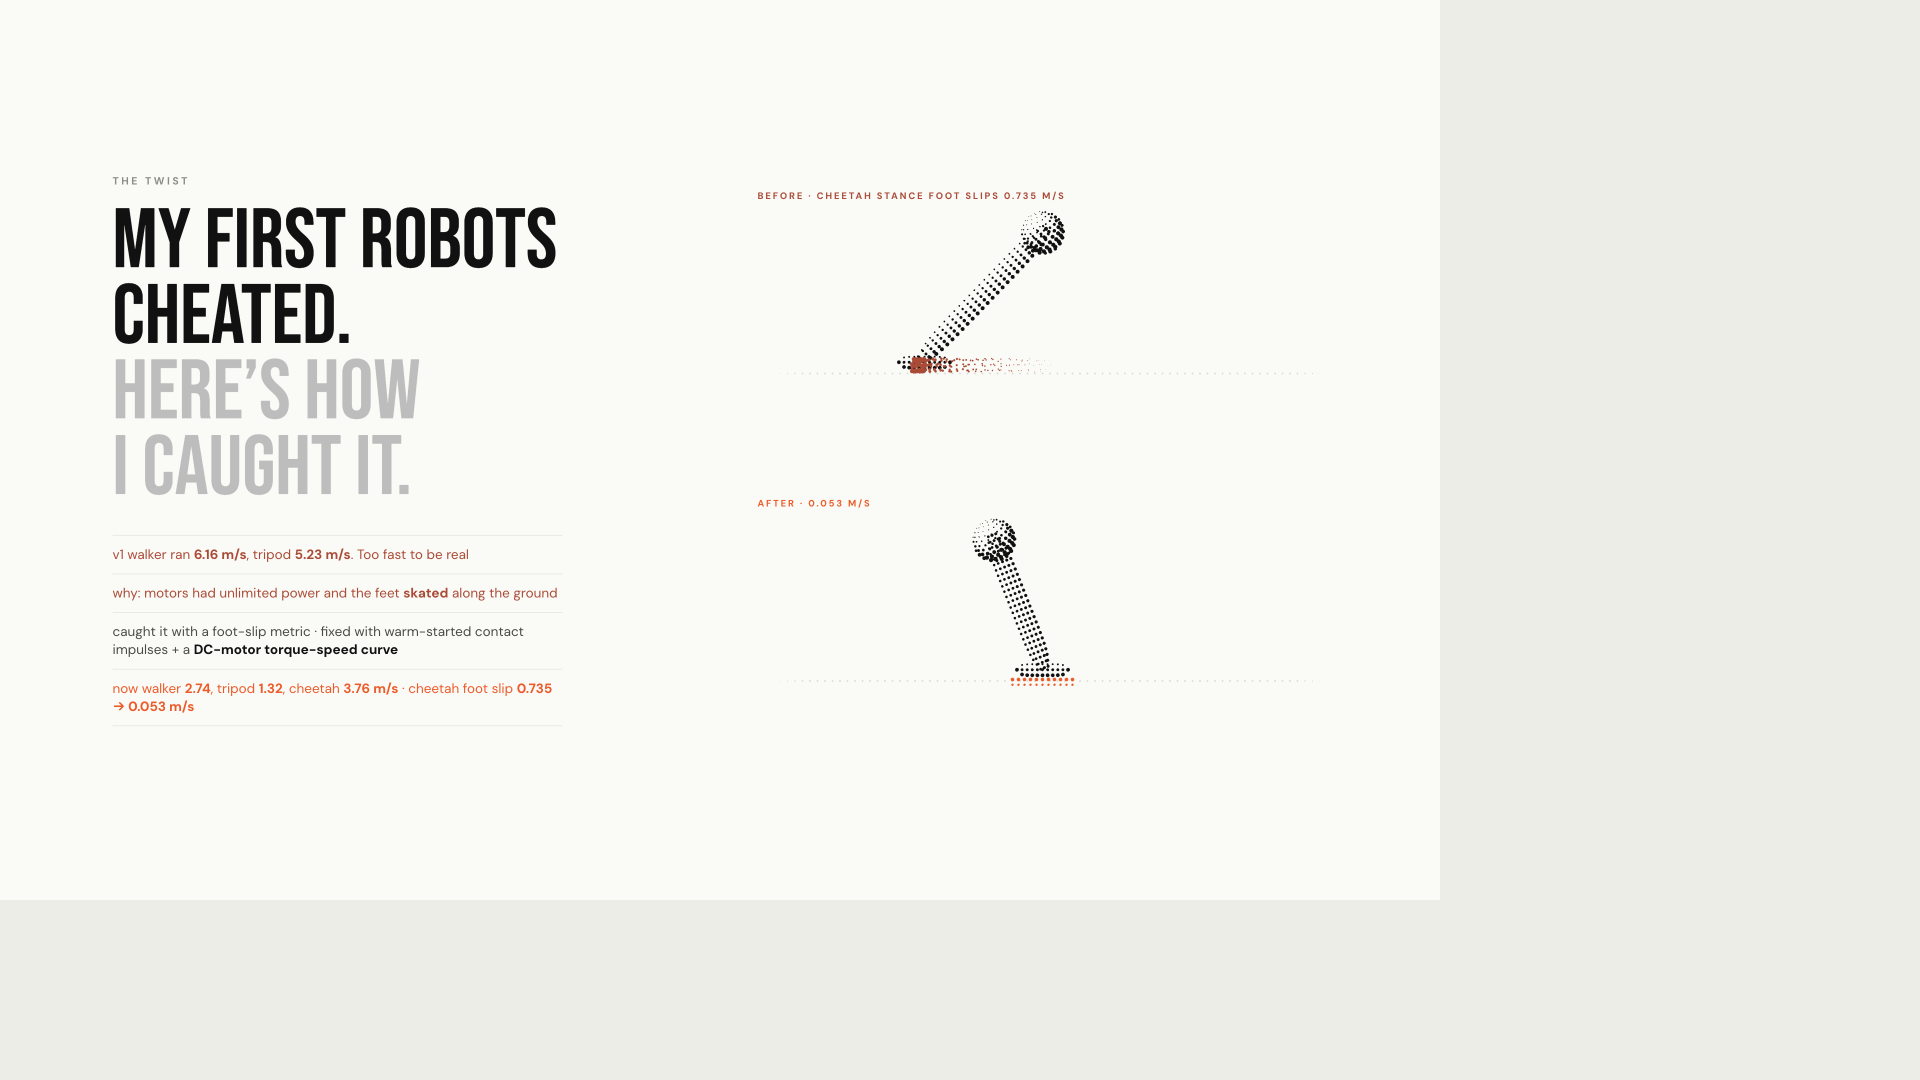 THE TWIST
MY FIRST ROBOTS
CHEATED.
HERE’S HOW
I CAUGHT IT.
v1 walker ran 6.16 m/s, tripod 5.23 m/s. Too fast to be real
why: motors had unlimited power and the feet skated along the ground
caught it with a foot-slip metric · fixed with warm-started contact
impulses + a DC-motor torque-speed curve
now walker 2.74, tripod 1.32, cheetah 3.76 m/s · cheetah foot slip 0.735
→ 0.053 m/s
BEFORE · CHEETAH STANCE FOOT SLIPS 0.735 M/S
AFTER · 0.053 M/S